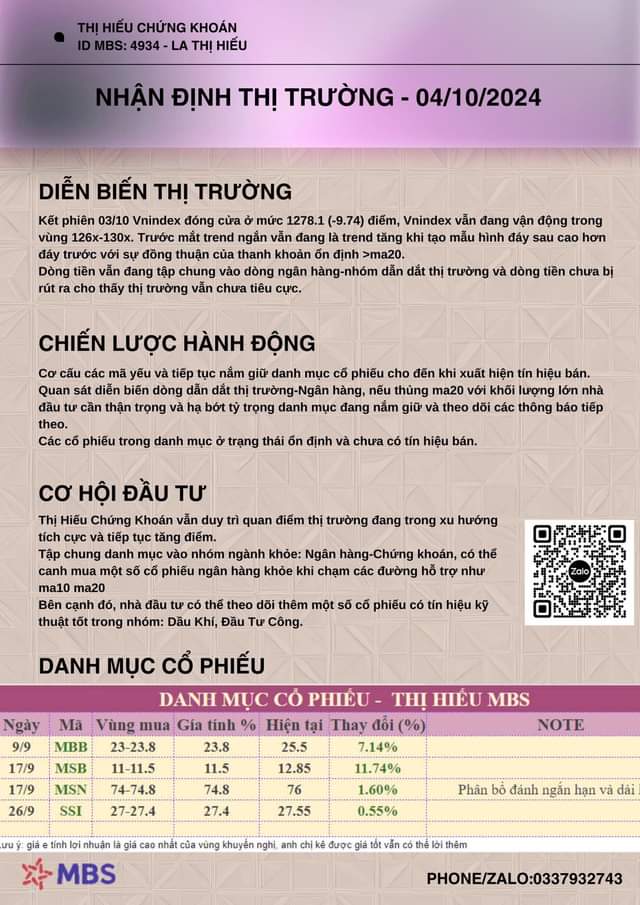 THỊ HIẾU CHỨNG KHOÁN
ID MBS: 4934 - LA THỊ HIẾU
NHẬN ĐỊNH THỊ TRƯỜNG - 04/10/2024
DIỄN BIẾN THỊ TRƯỜNG
Kết phiên 03/10 Vnindex đóng cửa ở mức 1278.1 (-9.74) điểm, Vnindex vẫn đang vận động trong
vùng 126x-130x. Trước mắt trend ngắn vẫn đang là trend tăng khi tạo mẫu hình đáy sau cao hơn
đáy trước với sự đồng thuận của thanh khoản ổn định >ma20.
Dòng tiền vẫn đang tập chung vào dòng ngân hàng-nhóm dẫn dắt thị trường và dòng tiền chưa bị
rút ra cho thấy thị trường vẫn chưa tiêu cực.
CHIẾN LƯỢC HÀNH ĐỘNG
Cơ cấu các mã yếu và tiếp tục nắm giữ danh mục cổ phiếu cho đến khi xuất hiện tín hiệu bán.
Quan sát diễn biến dòng dẫn dắt thị trường-Ngân hàng, nếu thủng ma20 với khối lượng lớn nhà
đầu tư cần thận trọng và hạ bớt tỷ trọng danh mục đang nắm giữ và theo dõi các thông báo tiếp
theo.
Các cổ phiếu trong danh mục ở trạng thái ổn định và chưa có tín hiệu bán.
CƠ HỘI ĐẦU TƯ
Thị Hiếu Chứng Khoán vẫn duy trì quan điểm thị trường đang trong xu hướng
tích cực và tiếp tục tăng điểm.
Tập chung danh mục vào nhóm ngành khỏe: Ngân hàng-Chứng khoán, có thể
canh mua một số cổ phiếu ngân hàng khỏe khi chạm các đường hỗ trợ như
ma10 ma20
Bên cạnh đó, nhà đầu tư có thể theo dõi thêm một số cổ phiếu có tín hiệu kỹ
thuật tốt trong nhóm: Dầu Khí, Đầu Tư Công.
Zalo
DANH MỤC CỔ PHIẾU
DANH MỤC CỔ PHIẾU - THỊ HIẾU MBS
Ngày Mã Vùng mua Gía tính % Hiện tại Thay đổi (%) NOTE
9/9 MBB 23-23.8 23.8 25.5 7.14%
17/9 MSB 11-11.5 11.5 12.85 11.74%
17/9 MSN 74-74.8 74.8 76 1.60% Phân bổ đánh ngắn hạn và dài
26/9 SSI 27-27.4 27.4 27.55 0.55%
ưu ý: giá e tính lợi nhuận là giá cao nhất của vùng khuyến nghị, anh chị kê được giá tốt vẫn có thể lời thêm
MBS
PHONE/ZALO:0337932743